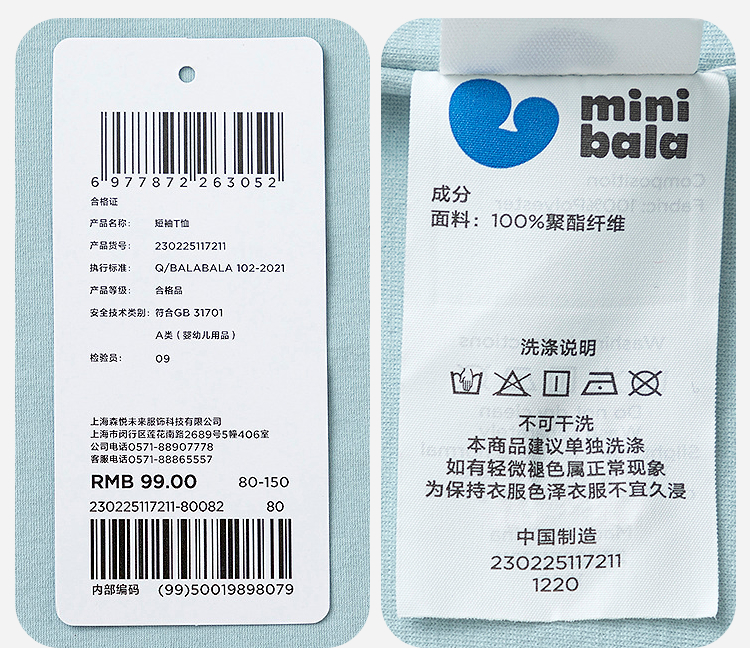 6 977872 263052
合格证
产品名称: 短袖T恤
产品货号: 230225117211
执行标准: Q/BALABALA 102-2021
产品等级: 合格品
安全技术类别: 符合GB 31701
A类 (婴幼儿用品)
检验员: 09
上海森悦未来服饰科技有限公司
上海市闵行区莲花南路2689号5幢406室
公司电话0571-88907778
客服电话0571-88865557
RMB 99.00 80-150
230225117211-80082 80
内部编码 (99)50019898079
mini
bala
成分
面料: 100%聚酯纤维
洗涤说明
不可干洗
本商品建议单独洗涤
如有轻微褪色属正常现象
为保持衣服色泽衣服不宜久浸
中国制造
230225117211
1220